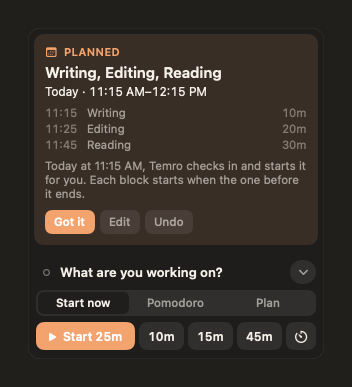 PLANNED
Writing, Editing, Reading
Today · 11:15 AM–12:15 PM
11:15 Writing 10m
11:25 Editing 20m
11:45 Reading 30m
Today at 11:15 AM, Temro checks in and starts it
for you. Each block starts when the one before
it ends.
Got it Edit Undo
What are you working on?
Start now Pomodoro Plan
Start 25m 10m 15m 45m